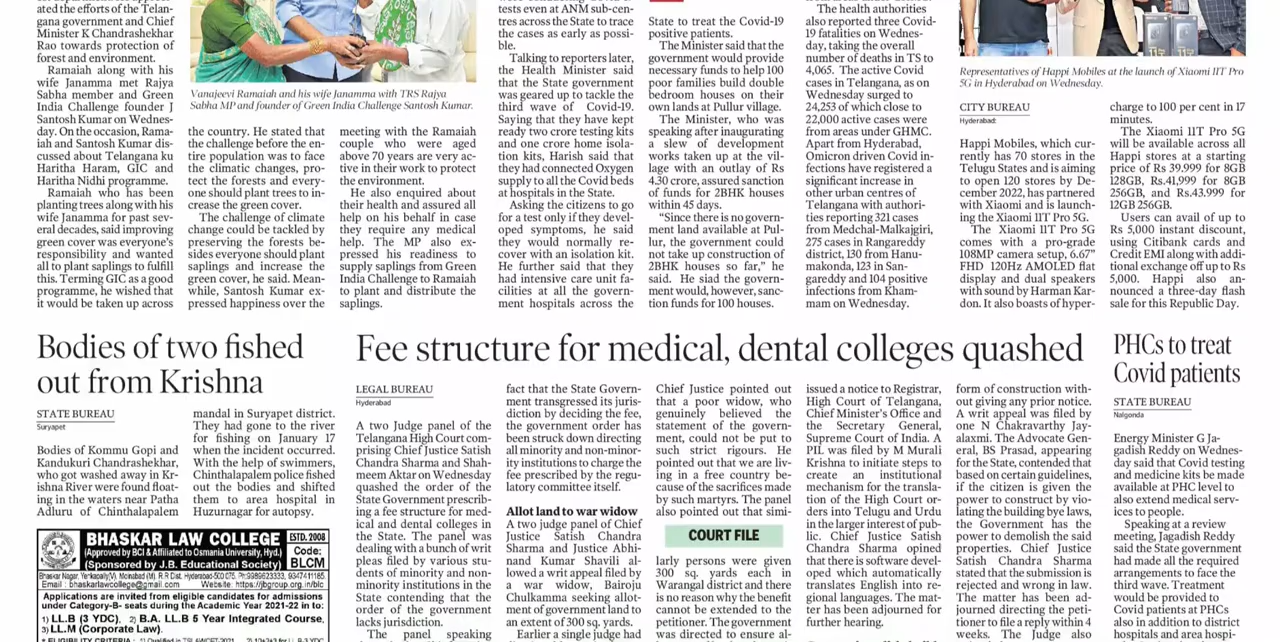 ated the efforts of the Telan-
gana government and Chief
Minister K Chandrashekhar
Rao towards protection of
forest and environment.
Ramaiah along with his
wife Janamma met Rajya
Sabha member and Green
India Challenge founder J
Santosh Kumar on Wednes-
day. On the occasion, Rama-
iah and Santosh Kumar dis-
cussed about Telangana ku
Haritha Haram, GIC and
Haritha Nidhi programme.
Ramaiah who has been
planting trees along with his
wife Janamma for past sev-
eral decades, said improving
green cover was everyone's
responsibility and wanted
all to plant saplings to fulfill
this. Terming GIC as a good
programme, he wished that
it would be taken up across
Vanajeevi Ramaiah and his wife Janamma with TRS Rajya
Sabha MP and founder of Green India Challenge Santosh Kumar.
the country. He stated that
the challenge before the en-
tire population was to face
the climatic changes, pro-
tect the forests and every-
one should plant trees to in-
crease the green cover.
The challenge of climate
change could be tackled by
preserving the forests be-
sides everyone should plant
saplings and increase the
green cover, he said. Mean-
while, Santosh Kumar ex-
pressed happiness over the
meeting with the Ramaiah
couple who were aged
above 70 years are very ac-
tive in their work to protect
the environment.
He also enquired about
their health and assured all
help on his behalf in case
they require any medical
help. The MP also ex-
pressed his readiness to
supply saplings from Green
India Challenge to Ramaiah
to plant and distribute the
saplings.
tests even at ANM sub-cen-
tres across the State to trace
the cases as early as possi-
ble.
Talking to reporters later,
the Health Minister said
that the State government
was geared up to tackle the
third wave of Covid-19.
Saying that they have kept
ready two crore testing kits
and one crore home isola-
tion kits, Harish said that
they had connected Oxygen
supply to all the Covid beds
at hospitals in the State.
Asking the citizens to go
for a test only if they devel-
oped symptoms, he said
they would normally re-
cover with an isolation kit.
He further said that they
had intensive care unit fa-
cilities at all the govern-
ment hospitals across the
State to treat the Covid-19
positive patients.
The Minister said that the
government would provide
necessary funds to help 100
poor families build double
bedroom houses on their
own lands at Pullur village.
The Minister, who was
speaking after inaugurating
a slew of development
works taken up at the vil-
lage with an outlay of Rs
4.30 crore, assured sanction
of funds for 2BHK houses
within 45 days.
"Since there is no govern-
ment land available at Pul-
lur, the government could
not take up construction of
2BHK houses so far," he
said. He siad the govern-
ment would, however, sanc-
tion funds for 100 houses.
The health authorities
also reported three Covid-
19 fatalities on Wednes-
day, taking the overall
number of deaths in TS to
4,065. The active Covid
cases in Telangana, as on
Wednesday surged to
24,253 of which close to
22,000 active cases were
from areas under GHMC.
Apart from Hyderabad,
Omicron driven Covid in-
fections have registered a
significant increase in
other urban centres of
Telangana with authori-
ties reporting 321 cases
from Medchal-Malkajgiri,
275 cases in Rangareddy
district, 130 from Hanu-
makonda, 123 in San-
gareddy and 104 positive
infections from Kham-
mam on Wednesday.
Representatives of Happi Mobiles at the launch of Xiaomi 11T Pro
5G in Hyderabad on Wednesday.
CITY BUREAU
Hyderabad:
Happi Mobiles, which cur-
rently has 70 stores in the
Telugu States and is aiming
to open 120 stores by De-
cember 2022, has partnered
with Xiaomi and is launch-
ing the Xiaomi 11T Pro 5G.
The Xiaomi 11T Pro 5G
comes with a pro-grade
108MP camera setup, 6.67"
FHD 120Hz AMOLED flat
display and dual speakers
with sound by Harman Kar-
don. It also boasts of hyper-
charge to 100 per cent in 17
minutes.
The Xiaomi 11T Pro 5G
will be available across all
Happi stores at a starting
price of Rs 39,999 for 8GB
128GB, Rs.41,999 for 8GB
256GB, and Rs.43,999 for
12GB 256GB.
Users can avail of up to
Rs 5,000 instant discount,
using Citibank cards and
Credit EMI along with addi-
tional exchange off up to Rs
5,000. Happi also an-
nounced a three-day flash
sale for this Republic Day.
Bodies of two fished
out from Krishna
STATE BUREAU
Suryapet
Bodies of Kommu Gopi and
Kandukuri Chandrashekhar,
who got washed away in Kr-
ishna River were found float-
ing in the waters near Patha
Adluru of Chinthalapalem
mandal in Suryapet district.
They had gone to the river
for fishing on January 17
when the incident occurred.
With the help of swimmers,
Chinthalapalem police fished
out the bodies and shifted
them to area hospital in
Huzurnagar for autopsy.
BHASKAR LAW COLLEGE
ESTD. 2008
(Approved by BCI & Affiliated to Osmania University, Hyd.)
(Sponsored by J.B. Educational Society)
Code:
BLCM
Bhaskar Nagar, Yenkapally(V), Moinabad (M), R.R Dist. Hyderabad-500 075. Ph:9989623333, 9347411185.
Email : bhaskarlawcollege@gmail.com Website: https://jbgroup.org.in/blc
Applications are invited from eligible candidates for admissions
under Category-B- seats during the Academic Year 2021-22 in to:
1) LL.B (3 YDC), 2) B.A. LL.B 5 Year Integrated Course,
3) LL.M (Corporate Law).
Fee structure for medical, dental colleges quashed
LEGAL BUREAU
Hyderabad
A two Judge panel of the
Telangana High Court com-
prising Chief Justice Satish
Chandra Sharma and Shah-
meem Aktar on Wednesday
quashed the order of the
State Government prescrib-
ing a fee structure for med-
ical and dental colleges in
the State. The panel was
dealing with a bunch of writ
pleas filed by various stu-
dents of minority and non-
minority institutions in the
State contending that the
order of the government
lacks jurisdiction.
The panel speaking
fact that the State Govern-
ment transgressed its juris-
diction by deciding the fee,
the government order has
been struck down directing
all minority and non-minor-
ity institutions to charge the
fee prescribed by the regu-
latory committee itself.
Allot land to war widow
A two judge panel of Chief
Justice Satish Chandra
Sharma and Justice Abhi-
nand Kumar Shavili al-
lowed a writ appeal filed by
a war widow, Bairoju
Chulkamma seeking allot-
ment of government land to
an extent of 300 sq. yards.
Earlier a single judge had
Chief Justice pointed out
that a poor widow, who
genuinely believed the
statement of the govern-
ment, could not be put to
such strict rigours. He
pointed out that we are liv-
ing in a free country be-
cause of the sacrifices made
by such martyrs. The panel
also pointed out that simi-
COURT FILE
larly persons were given
300 sq. yards each in
Warangal district and there
is no reason why the benefit
cannot be extended to the
petitioner. The government
was directed to ensure al-
issued a notice to Registrar,
High Court of Telangana,
Chief Minister's Office and
the Secretary General,
Supreme Court of India. A
PIL was filed by M Murali
Krishna to initiate steps to
create an institutional
mechanism for the transla-
tion of the High Court or-
ders into Telugu and Urdu
in the larger interest of pub-
lic. Chief Justice Satish
Chandra Sharma opined
that there is software devel-
oped which automatically
translates English into re-
gional languages. The mat-
ter has been adjourned for
further hearing.
form of construction with-
out giving any prior notice.
A writ appeal was filed by
one N Chakravarthy Jay-
alaxmi. The Advocate Gen-
eral, BS Prasad, appearing
for the State, contended that
based on certain guidelines,
if the citizen is given the
power to construct by vio-
lating the building bye laws,
the Government has the
power to demolish the said
properties. Chief Justice
Satish Chandra Sharma
stated that the submission is
rejected and wrong in law.
The matter has been ad-
journed directing the peti-
tioner to file a reply within 4
weeks. The Judge also
PHCs to treat
Covid patients
STATE BUREAU
Nalgonda
Energy Minister G Ja-
gadish Reddy on Wednes-
day said that Covid testing
and medicine kits be made
available at PHC level to
also extend medical serv-
ices to people.
Speaking at a review
meeting, Jagadish Reddy
said the State government
had made all the required
arrangements to face the
third wave. Treatment
would be provided to
Covid patients at PHCs
also in addition to district
hospitals and area hospi-